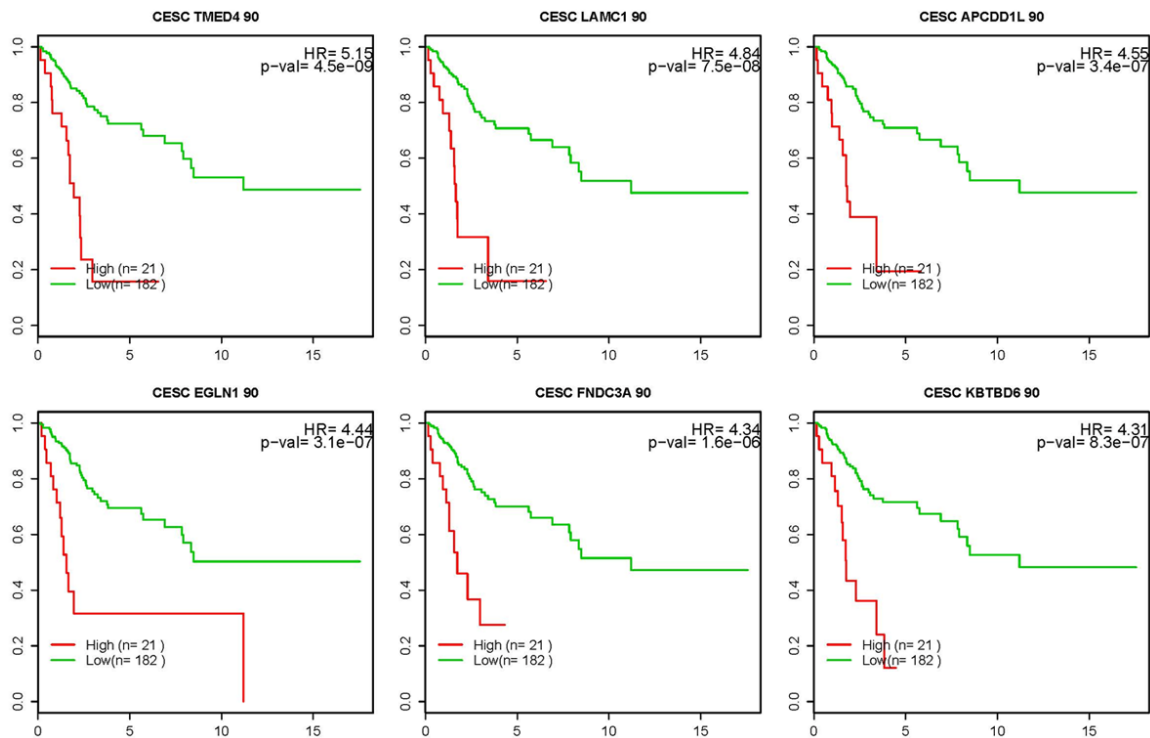 CESC TMED4 90
HR= 5.15
p-val= 4.5e-09
1.0
0.8
0.6
0.4
0.2
0.0
High (n= 21 )
Low(n= 182 )
0 5 10 15
CESC LAMC1 90
HR= 4.84
p-val= 7.5e-08
1.0
0.8
0.6
0.4
0.2
0.0
High (n= 21 )
Low(n= 182 )
0 5 10 15
CESC APCDD1L 90
HR= 4.55
p-val= 3.4e-07
1.0
0.8
0.6
0.4
0.2
0.0
High (n= 21 )
Low(n= 182 )
0 5 10 15
CESC EGLN1 90
HR= 4.44
p-val= 3.1e-07
1.0
0.8
0.6
0.4
0.2
0.0
High (n= 21 )
Low(n= 182 )
0 5 10 15
CESC FNDC3A 90
HR= 4.34
p-val= 1.6e-06
1.0
0.8
0.6
0.4
0.2
0.0
High (n= 21 )
Low(n= 182 )
0 5 10 15
CESC KBTBD6 90
HR= 4.31
p-val= 8.3e-07
1.0
0.8
0.6
0.4
0.2
0.0
High (n= 21 )
Low(n= 182 )
0 5 10 15